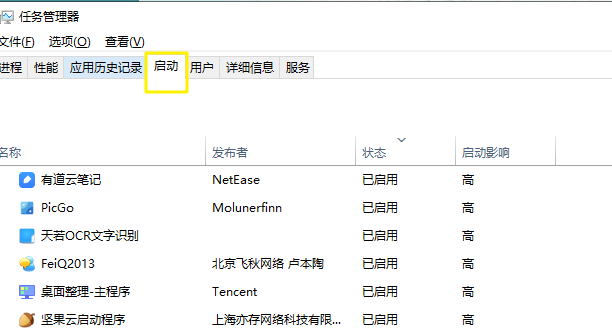 任务管理器
文件(F) 选项(O) 查看(V)
进程 性能 应用历史记录 启动 用户 详细信息 服务
名称 发布者 状态 启动影响
有道云笔记 NetEase 已启用 高
PicGo Molunerfinn 已启用 高
天若OCR文字识别 已启用 高
FeiQ2013 北京飞秋网络 卢本陶 已启用 高
桌面整理-主程序 Tencent 已启用 高
坚果云启动程序 上海亦存网络科技有限... 已启用 高